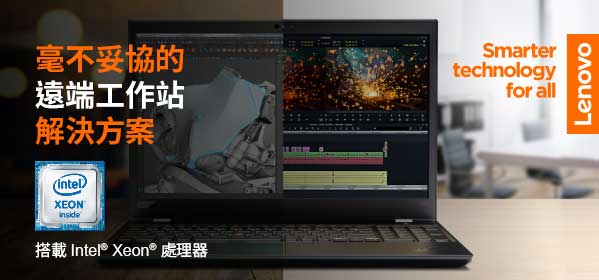 毫不妥協的
遠端工作站
解決方案
intel
XEON
inside
搭載 Intel® Xeon® 處理器
Smarter
technology
for all
Lenovo